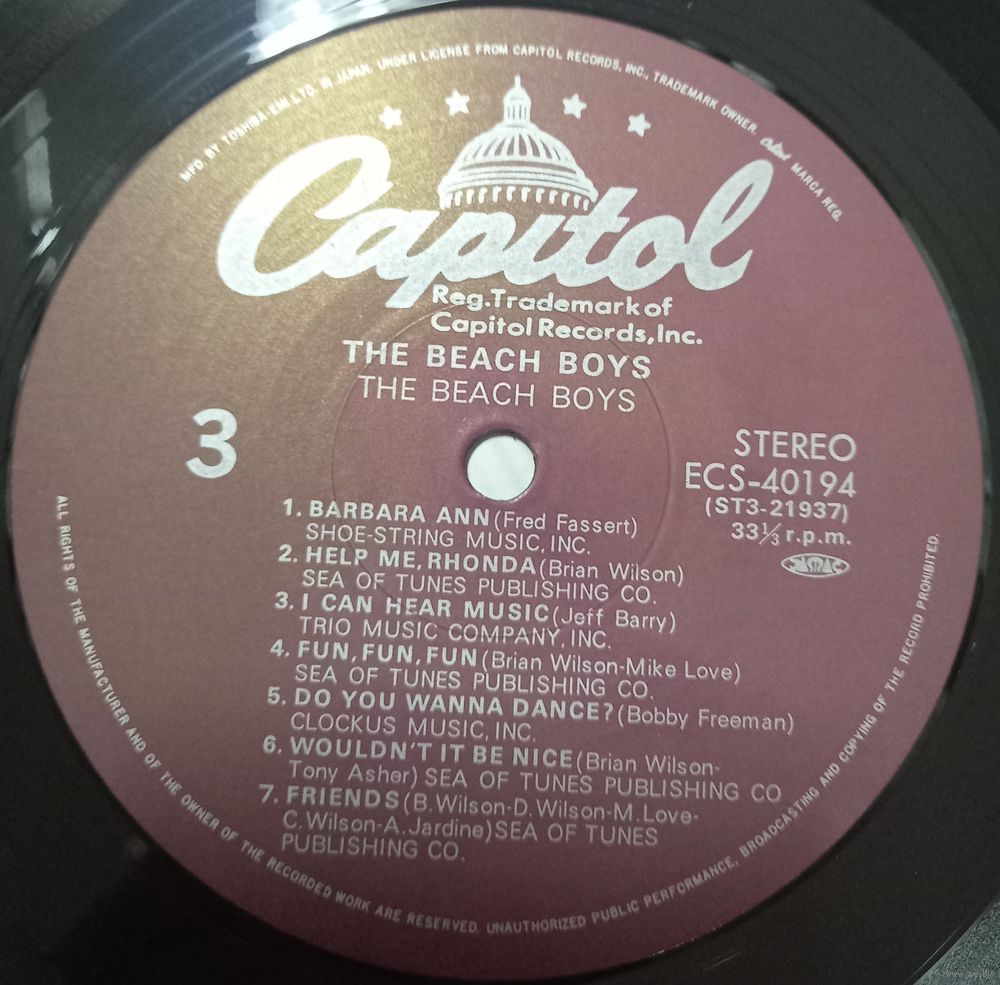 MFD. BY TOSHIBA-EMI LTD. IN JAPAN. UNDER LICENSE FROM CAPITOL RECORDS, INC., TRADEMARK OWNER. Capitol MARCA REG.
Capitol
Reg.Trademark of
Capitol Records,Inc.
THE BEACH BOYS
THE BEACH BOYS
3
STEREO
ECS-40194
(ST3-21937)
33⅓ r.p.m.
1. BARBARA ANN (Fred Fassert)
SHOE-STRING MUSIC, INC.
2. HELP ME, RHONDA (Brian Wilson)
SEA OF TUNES PUBLISHING CO.
3. I CAN HEAR MUSIC (Jeff Barry)
TRIO MUSIC COMPANY, INC.
4. FUN, FUN, FUN (Brian Wilson-Mike Love)
SEA OF TUNES PUBLISHING CO.
5. DO YOU WANNA DANCE? (Bobby Freeman)
CLOCKUS MUSIC, INC.
6. WOULDN'T IT BE NICE (Brian Wilson-
Tony Asher) SEA OF TUNES PUBLISHING CO
7. FRIENDS (B.Wilson-D.Wilson-M.Love-
C.Wilson-A.Jardine) SEA OF TUNES
PUBLISHING CO.
ALL RIGHTS OF THE MANUFACTURER AND OF THE OWNER OF THE RECORDED WORK ARE RESERVED. UNAUTHORIZED PUBLIC PERFORMANCE, BROADCASTING AND COPYING OF THE RECORD PROHIBITED.